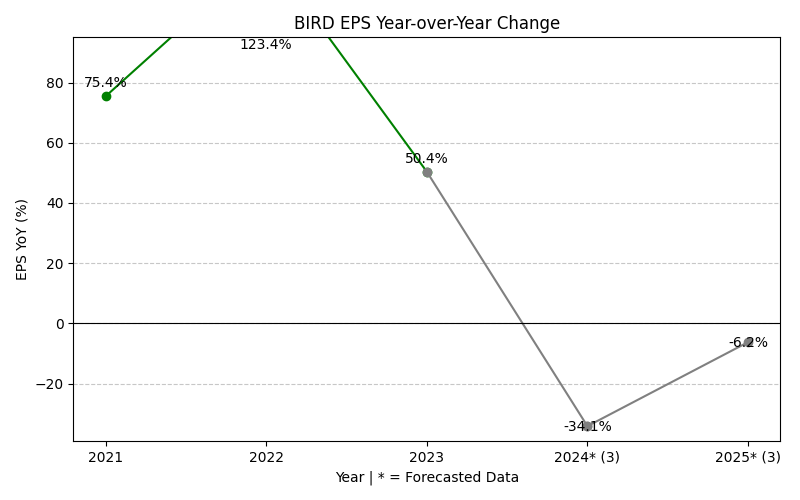 BIRD EPS Year-over-Year Change
123.4%
75.4%
50.4%
-34.1%
-6.2%
80
60
40
20
0
−20
EPS YoY (%)
2021 2022 2023 2024* (3) 2025* (3)
Year | * = Forecasted Data